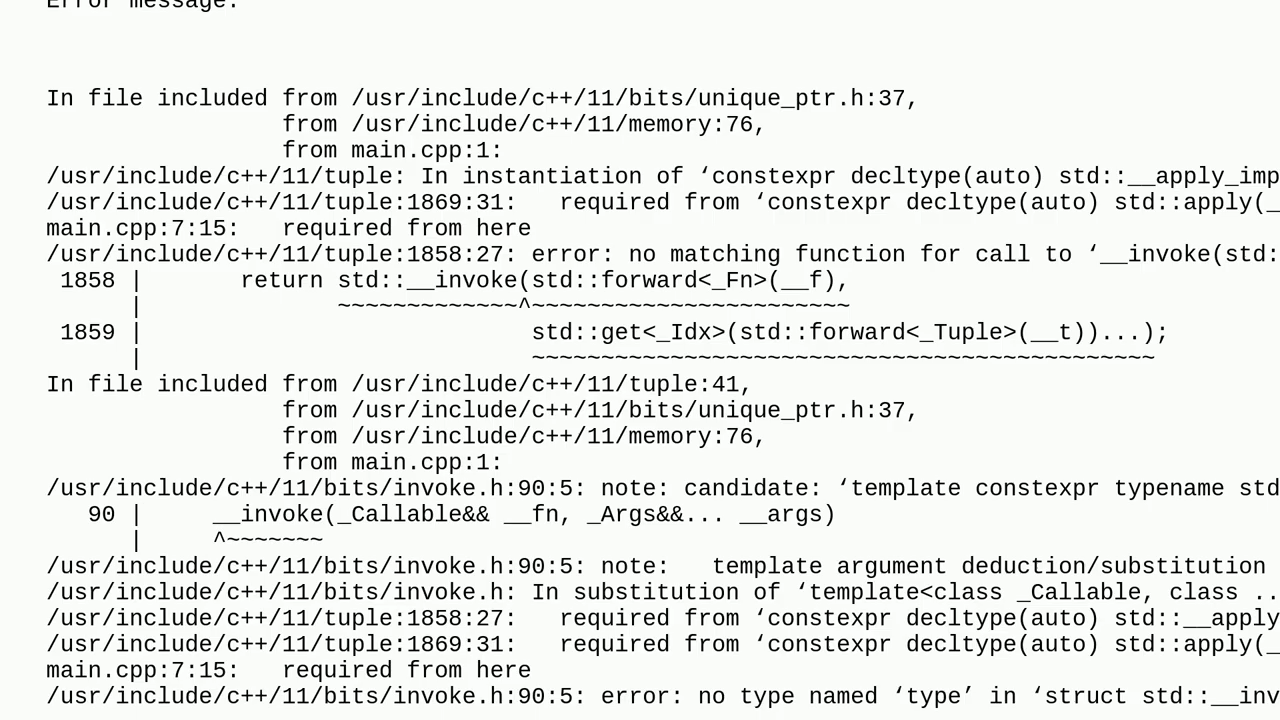 Error message:
In file included from /usr/include/c++/11/bits/unique_ptr.h:37,
                 from /usr/include/c++/11/memory:76,
                 from main.cpp:1:
/usr/include/c++/11/tuple: In instantiation of ‘constexpr decltype(auto) std::__apply_imp
/usr/include/c++/11/tuple:1869:31:   required from ‘constexpr decltype(auto) std::apply(_
main.cpp:7:15:   required from here
/usr/include/c++/11/tuple:1858:27: error: no matching function for call to ‘__invoke(std:
 1858 |       return std::__invoke(std::forward<_Fn>(__f),
      |              ~~~~~~~~~~~~~^~~~~~~~~~~~~~~~~~~~~~~~
 1859 |                            std::get<_Idx>(std::forward<_Tuple>(__t))...);
      |                            ~~~~~~~~~~~~~~~~~~~~~~~~~~~~~~~~~~~~~~~~~~~~~
In file included from /usr/include/c++/11/tuple:41,
                 from /usr/include/c++/11/bits/unique_ptr.h:37,
                 from /usr/include/c++/11/memory:76,
                 from main.cpp:1:
/usr/include/c++/11/bits/invoke.h:90:5: note: candidate: ‘template constexpr typename std
   90 |     __invoke(_Callable&& __fn, _Args&&... __args)
      |     ^~~~~~~~
/usr/include/c++/11/bits/invoke.h:90:5: note:   template argument deduction/substitution
/usr/include/c++/11/bits/invoke.h: In substitution of ‘template<class _Callable, class ..
/usr/include/c++/11/tuple:1858:27:   required from ‘constexpr decltype(auto) std::__apply
/usr/include/c++/11/tuple:1869:31:   required from ‘constexpr decltype(auto) std::apply(_
main.cpp:7:15:   required from here
/usr/include/c++/11/bits/invoke.h:90:5: error: no type named ‘type’ in ‘struct std::__inv